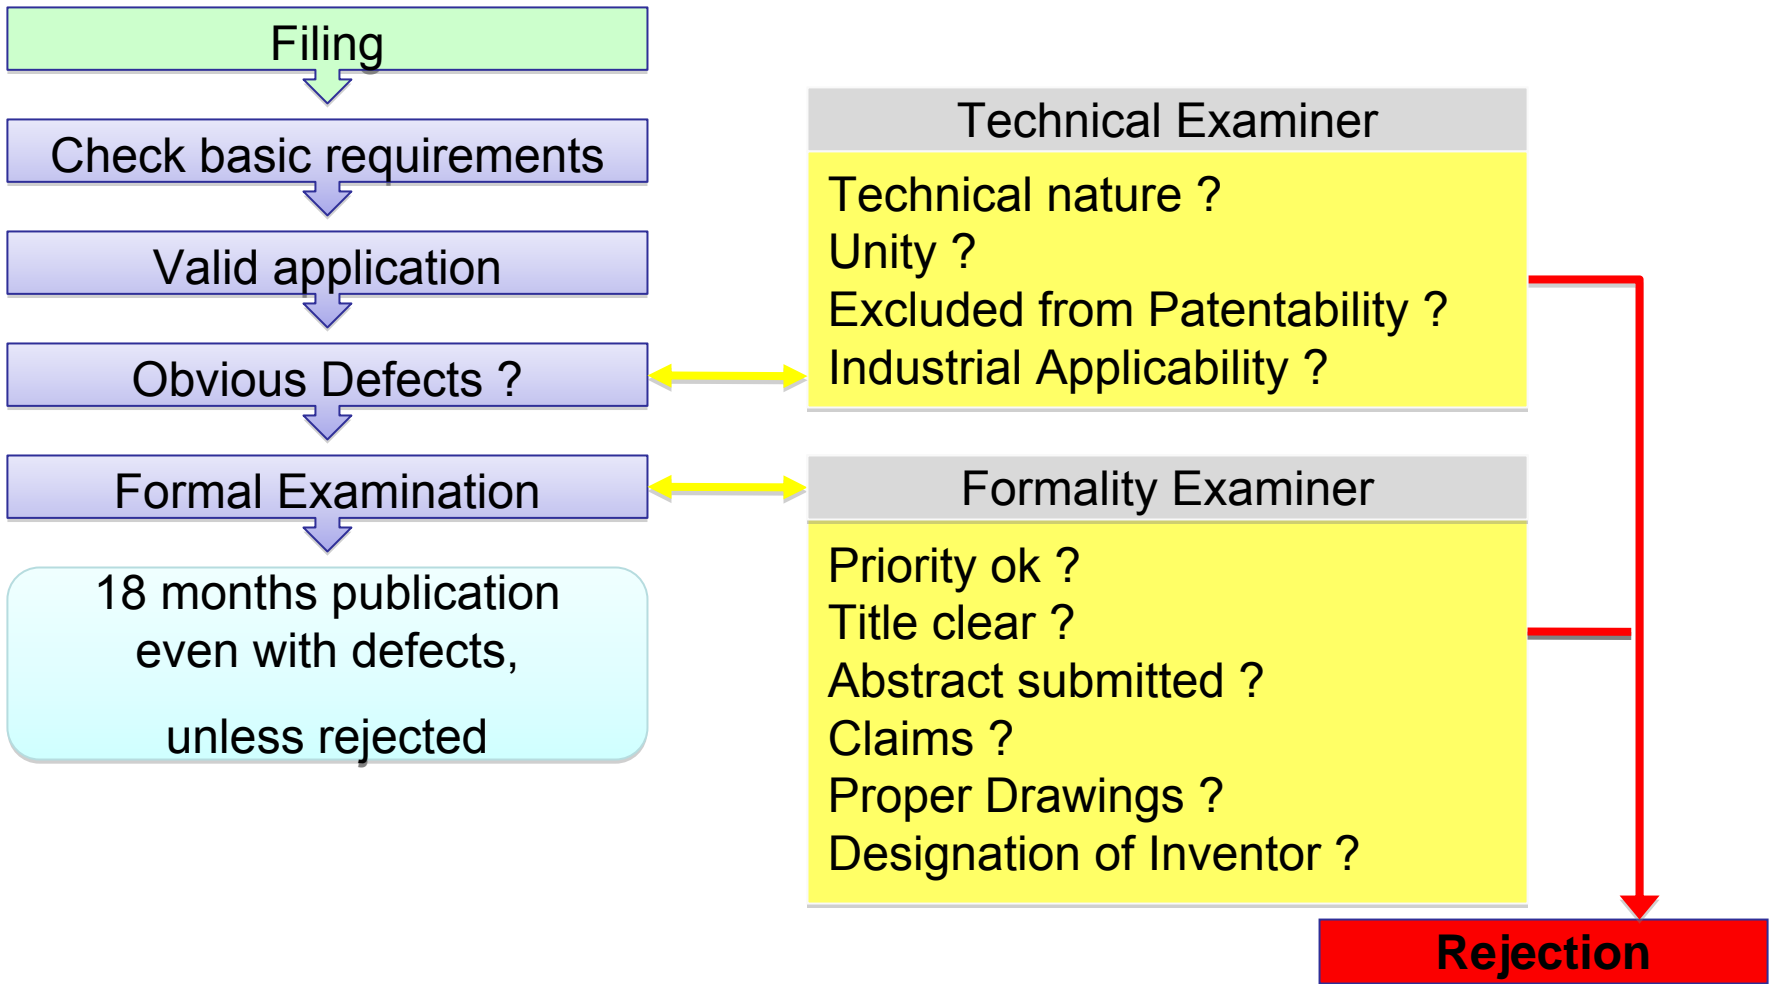 Filing
Check basic requirements
Valid application
Obvious Defects ?
Formal Examination
18 months publication
even with defects,
unless rejected
Technical Examiner
Technical nature ?
Unity ?
Excluded from Patentability ?
Industrial Applicability ?
Formality Examiner
Priority ok ?
Title clear ?
Abstract submitted ?
Claims ?
Proper Drawings ?
Designation of Inventor ?
Rejection